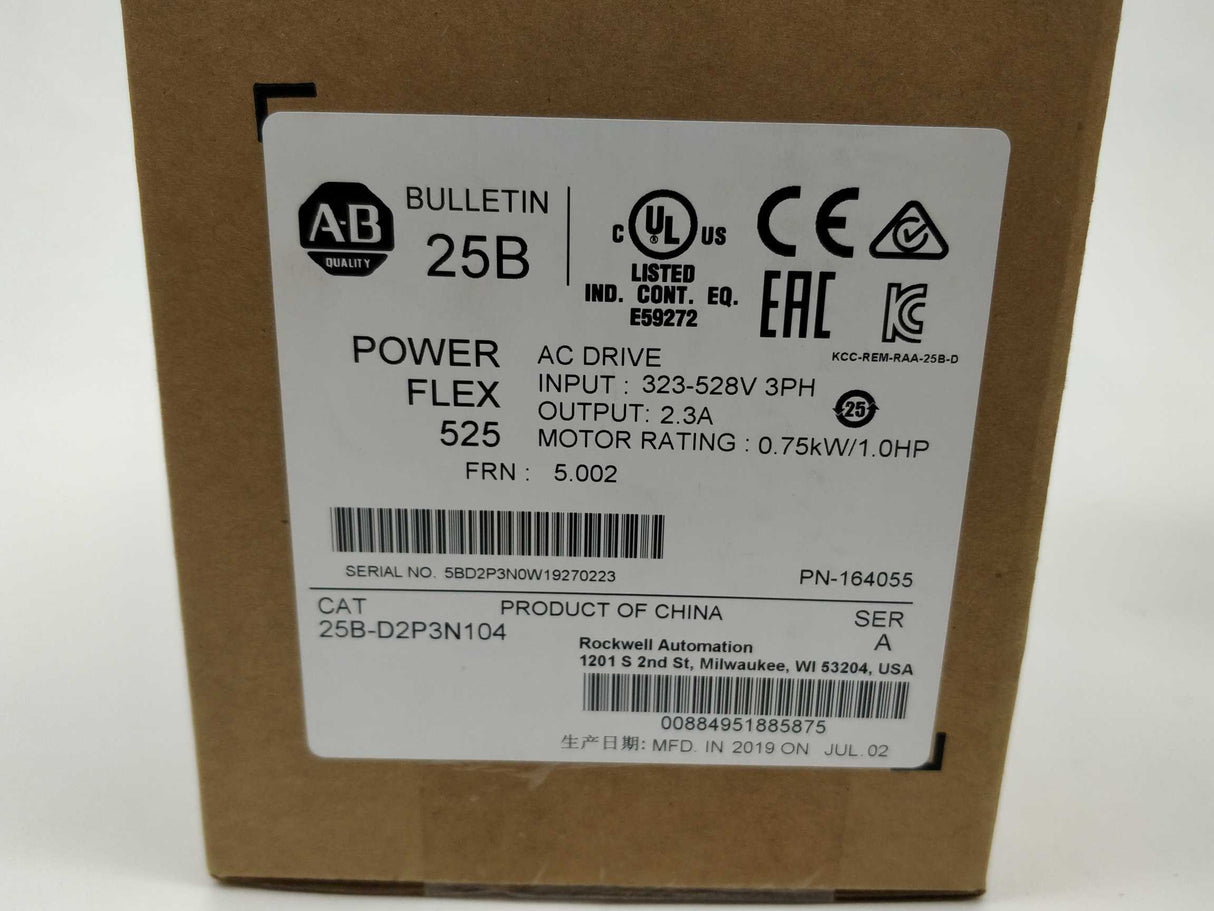 A-B
QUALITY
BULLETIN
25B
C UL US
LISTED
IND. CONT. EQ.
E59272
CE
EAC
KC
KCC-REM-RAA-25B-D
POWER
FLEX
525
AC DRIVE
INPUT : 323-528V 3PH
OUTPUT: 2.3A
MOTOR RATING : 0.75kW/1.0HP
25
FRN : 5.002
SERIAL NO. 5BD2P3N0W19270223
PN-164055
CAT
25B-D2P3N104
PRODUCT OF CHINA
SER
A
Rockwell Automation
1201 S 2nd St, Milwaukee, WI 53204, USA
00884951885875
生产日期: MFD. IN 2019 ON JUL.02